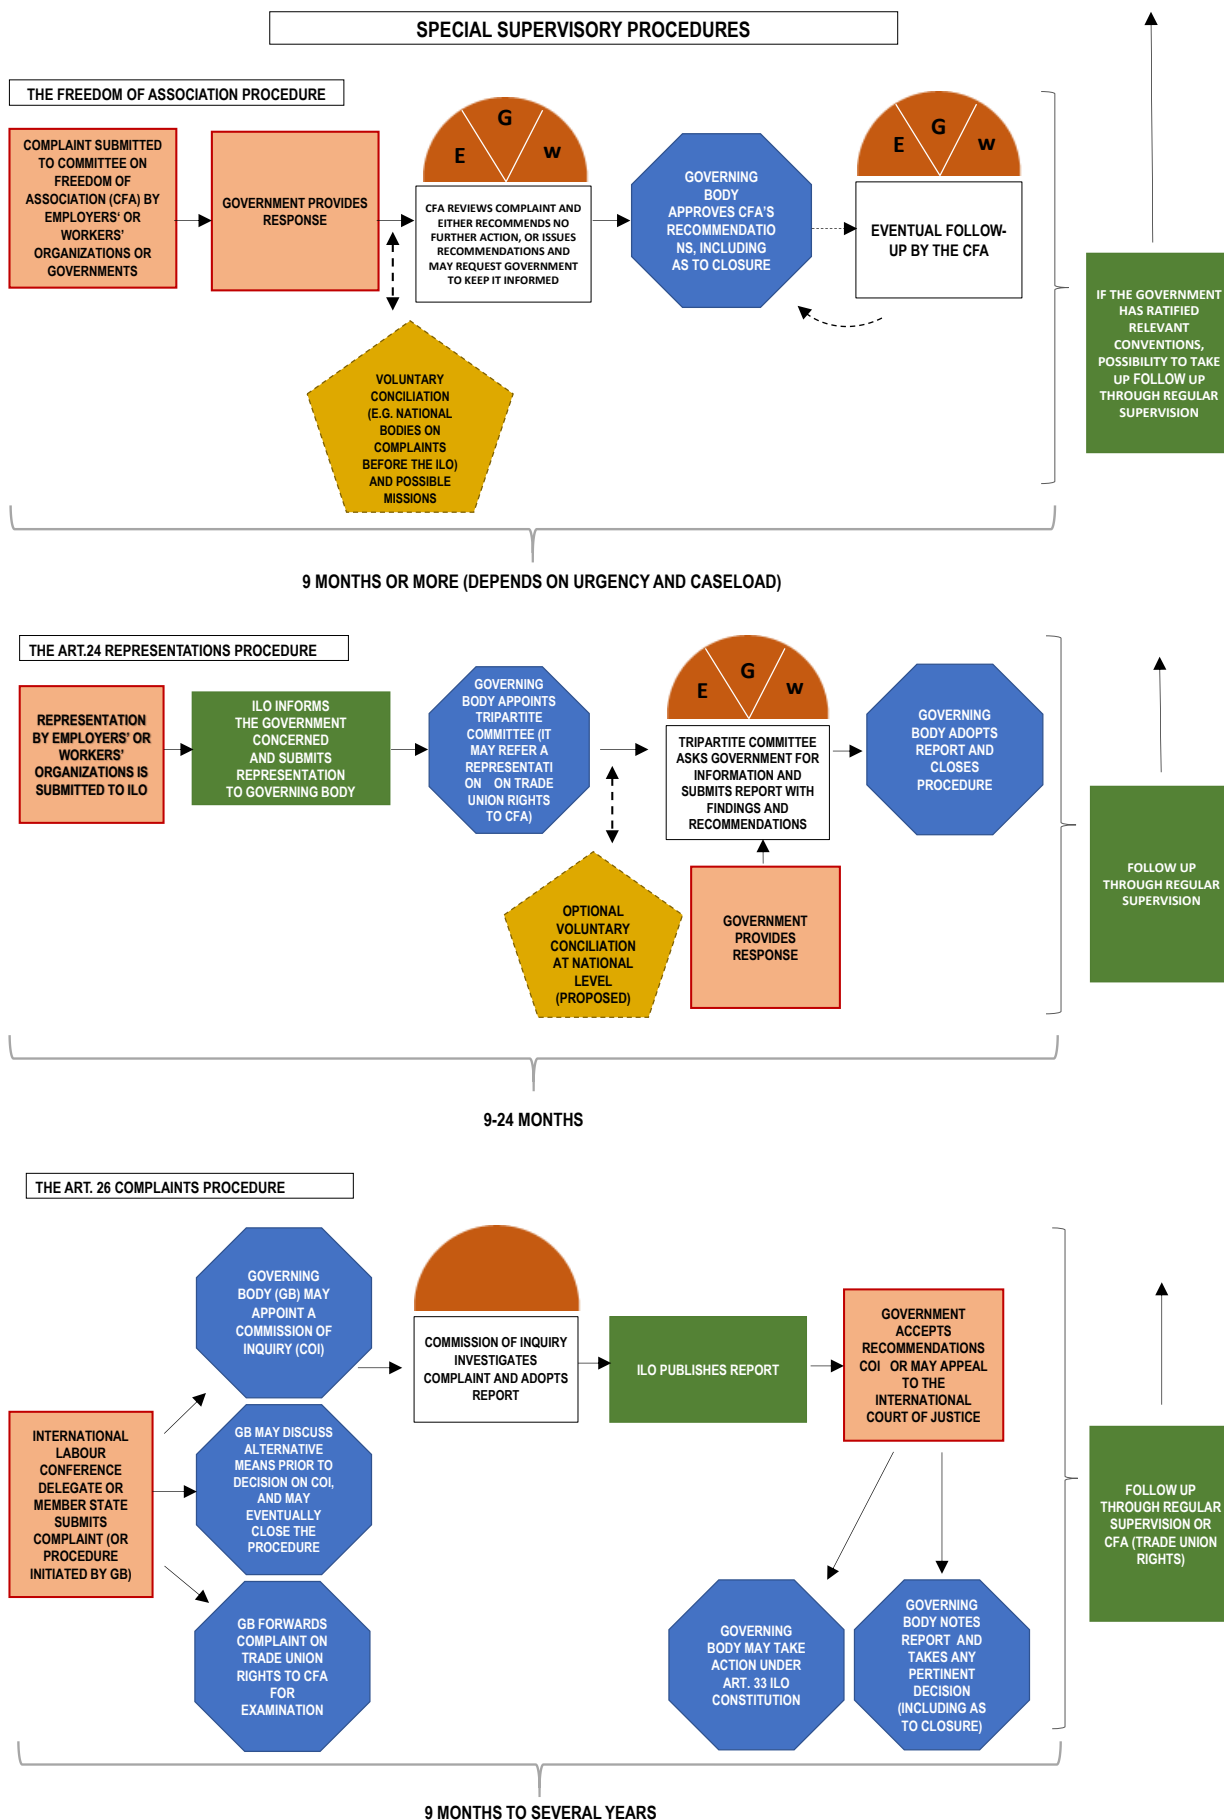 SPECIAL SUPERVISORY PROCEDURES
THE FREEDOM OF ASSOCIATION PROCEDURE
COMPLAINT SUBMITTED
TO COMMITTEE ON
FREEDOM OF
ASSOCIATION (CFA) BY
EMPLOYERS‘ OR
WORKERS’
ORGANIZATIONS OR
GOVERNMENTS
GOVERNMENT PROVIDES
RESPONSE
E G w
CFA REVIEWS COMPLAINT AND
EITHER RECOMMENDS NO
FURTHER ACTION, OR ISSUES
RECOMMENDATIONS AND
MAY REQUEST GOVERNMENT
TO KEEP IT INFORMED
VOLUNTARY
CONCILIATION
(E.G. NATIONAL
BODIES ON
COMPLAINTS
BEFORE THE ILO)
AND POSSIBLE
MISSIONS
GOVERNING
BODY
APPROVES CFA’S
RECOMMENDATIO
NS, INCLUDING
AS TO CLOSURE
E G w
EVENTUAL FOLLOW-
UP BY THE CFA
IF THE GOVERNMENT
HAS RATIFIED
RELEVANT
CONVENTIONS,
POSSIBILITY TO TAKE
UP FOLLOW UP
THROUGH REGULAR
SUPERVISION
9 MONTHS OR MORE (DEPENDS ON URGENCY AND CASELOAD)
THE ART.24 REPRESENTATIONS PROCEDURE
REPRESENTATION
BY EMPLOYERS’ OR
WORKERS’
ORGANIZATIONS IS
SUBMITTED TO ILO
ILO INFORMS
THE GOVERNMENT
CONCERNED
AND SUBMITS
REPRESENTATION
TO GOVERNING BODY
GOVERNING
BODY APPOINTS
TRIPARTITE
COMMITTEE (IT
MAY REFER A
REPRESENTATI
ON ON TRADE
UNION RIGHTS
TO CFA)
OPTIONAL
VOLUNTARY
CONCILIATION
AT NATIONAL
LEVEL
(PROPOSED)
E G w
TRIPARTITE COMMITTEE
ASKS GOVERNMENT FOR
INFORMATION AND
SUBMITS REPORT WITH
FINDINGS AND
RECOMMENDATIONS
GOVERNMENT
PROVIDES
RESPONSE
GOVERNING
BODY ADOPTS
REPORT AND
CLOSES
PROCEDURE
FOLLOW UP
THROUGH REGULAR
SUPERVISION
9-24 MONTHS
THE ART. 26 COMPLAINTS PROCEDURE
INTERNATIONAL
LABOUR
CONFERENCE
DELEGATE OR
MEMBER STATE
SUBMITS
COMPLAINT (OR
PROCEDURE
INITIATED BY GB)
GOVERNING
BODY (GB) MAY
APPOINT A
COMMISSION OF
INQUIRY (COI)
GB MAY DISCUSS
ALTERNATIVE
MEANS PRIOR TO
DECISION ON COI,
AND MAY
EVENTUALLY
CLOSE THE
PROCEDURE
GB FORWARDS
COMPLAINT ON
TRADE UNION
RIGHTS TO CFA
FOR
EXAMINATION
COMMISSION OF INQUIRY
INVESTIGATES
COMPLAINT AND ADOPTS
REPORT
ILO PUBLISHES REPORT
GOVERNMENT
ACCEPTS
RECOMMENDATIONS
COI OR MAY APPEAL
TO THE
INTERNATIONAL
COURT OF JUSTICE
GOVERNING
BODY MAY TAKE
ACTION UNDER
ART. 33 ILO
CONSTITUTION
GOVERNING
BODY NOTES
REPORT AND
TAKES ANY
PERTINENT
DECISION
(INCLUDING AS
TO CLOSURE)
FOLLOW UP
THROUGH REGULAR
SUPERVISION OR
CFA (TRADE UNION
RIGHTS)
9 MONTHS TO SEVERAL YEARS